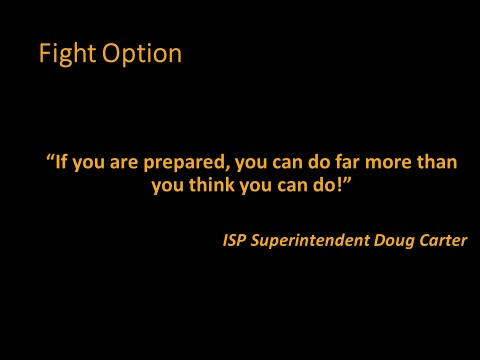 Fight Option
“If you are prepared, you can do far more than
you think you can do!”
ISP Superintendent Doug Carter